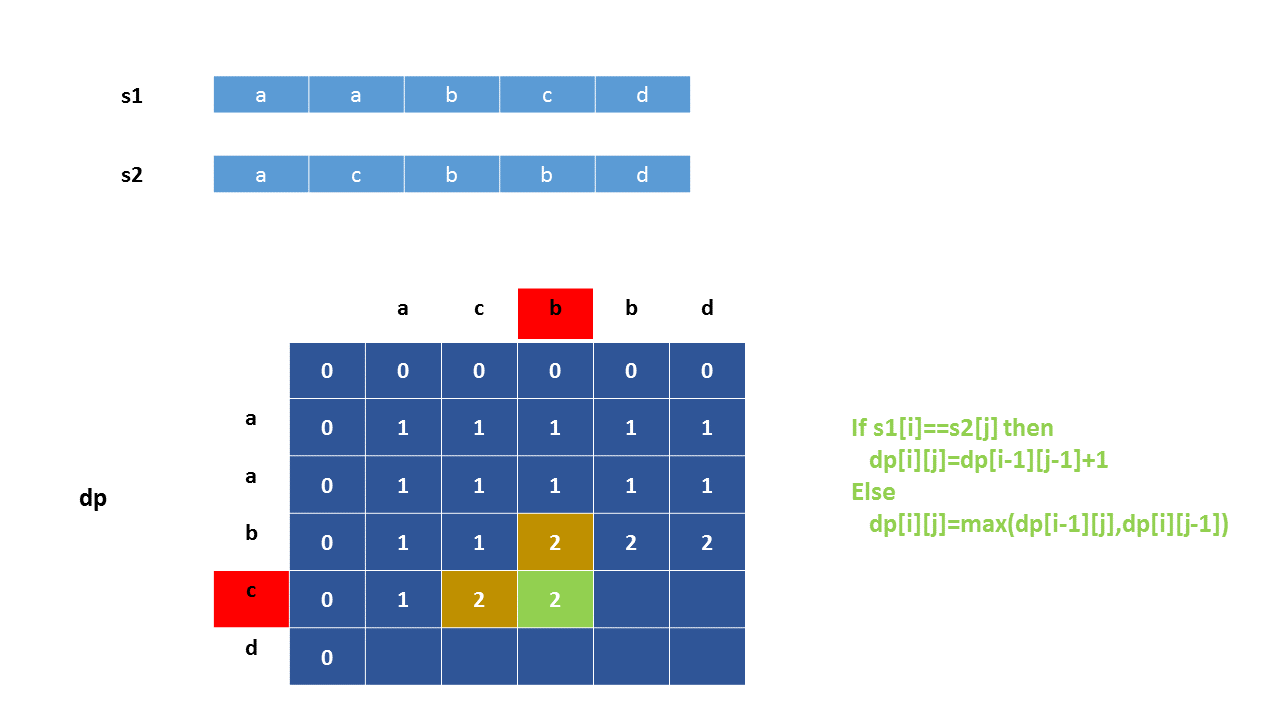 s1 a a b c d
s2 a c b b d
a c b b d
0 0 0 0 0 0
a 0 1 1 1 1 1
a 0 1 1 1 1 1
dp
b 0 1 1 2 2 2
c 0 1 2 2
d 0
If s1[i]==s2[j] then
dp[i][j]=dp[i-1][j-1]+1
Else
dp[i][j]=max(dp[i-1][j],dp[i][j-1])